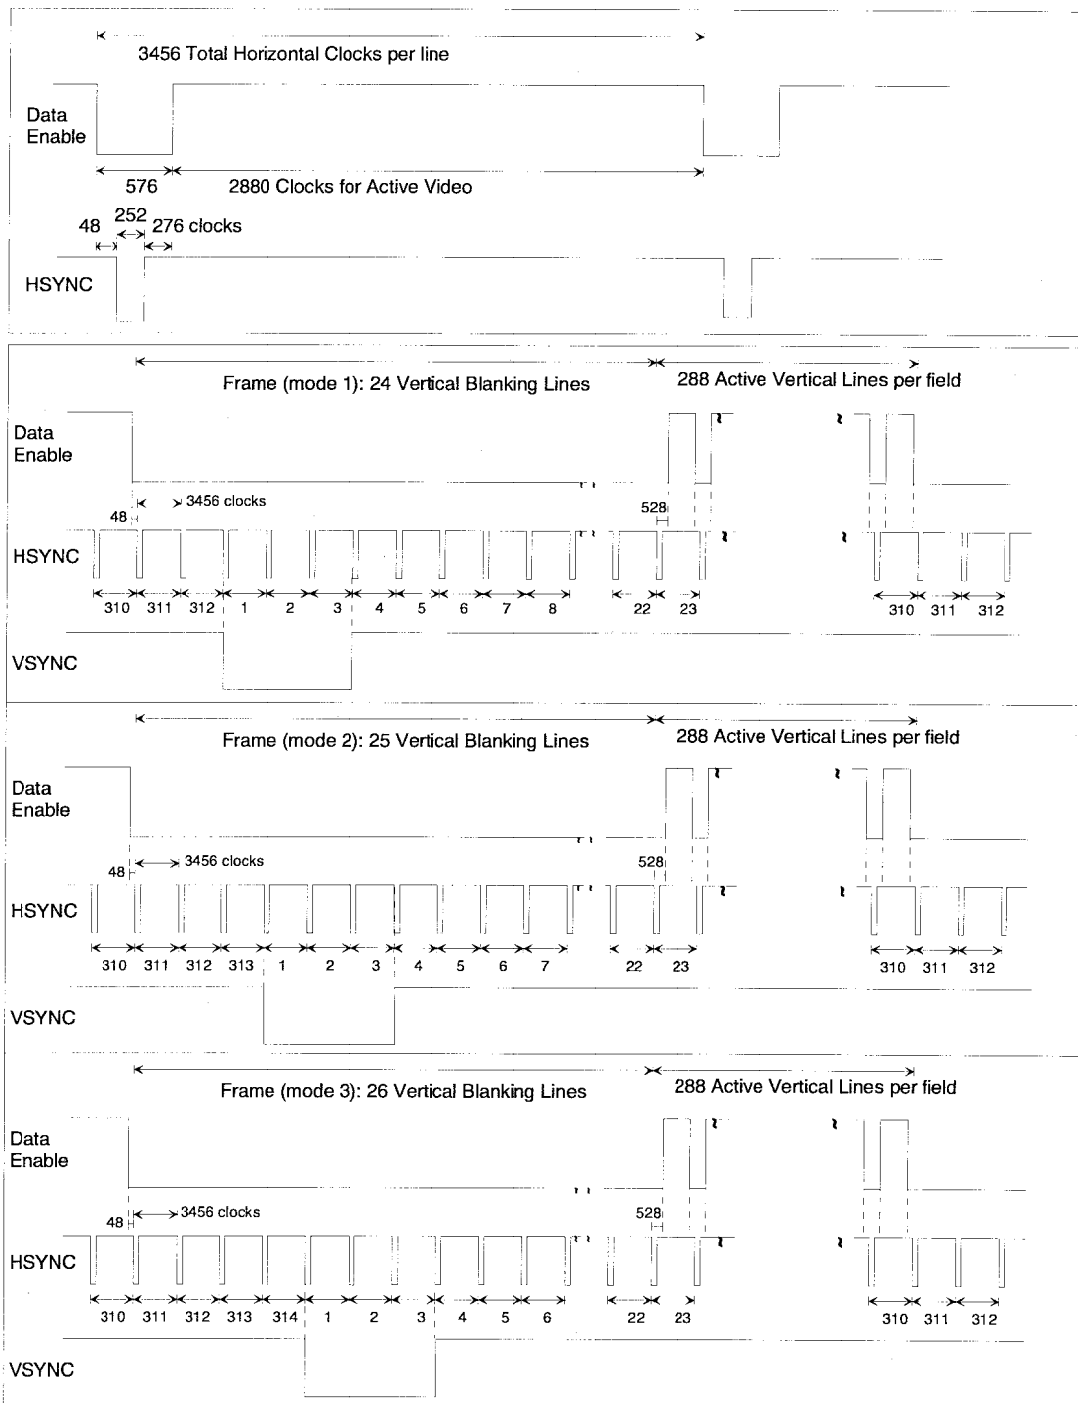 3456 Total Horizontal Clocks per line
Data
Enable
576
2880 Clocks for Active Video
48
252
276 clocks
HSYNC
Frame (mode 1): 24 Vertical Blanking Lines
288 Active Vertical Lines per field
Data
Enable
3456 clocks
48
528
HSYNC
310 311 312 1 2 3 4 5 6 7 8 22 23 310 311 312
VSYNC
Frame (mode 2): 25 Vertical Blanking Lines
288 Active Vertical Lines per field
Data
Enable
3456 clocks
48
528
HSYNC
310 311 312 313 1 2 3 4 5 6 7 22 23 310 311 312
VSYNC
Frame (mode 3): 26 Vertical Blanking Lines
288 Active Vertical Lines per field
Data
Enable
3456 clocks
48
528
HSYNC
310 311 312 313 314 1 2 3 4 5 6 22 23 310 311 312
VSYNC